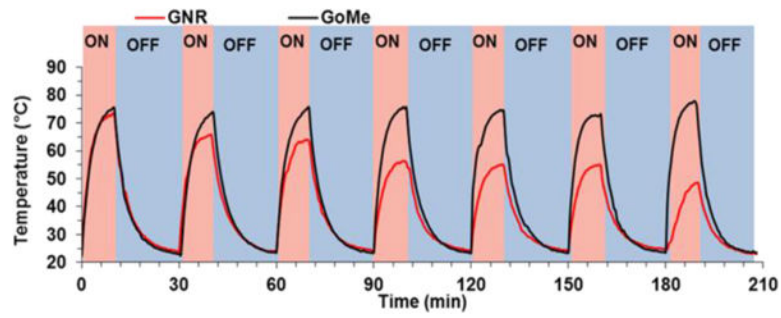 GNR GoMe
ON OFF ON OFF ON OFF ON OFF ON OFF ON OFF ON OFF
Temperature (°C)
90
80
70
60
50
40
30
20
0 30 60 90 120 150 180 210
Time (min)